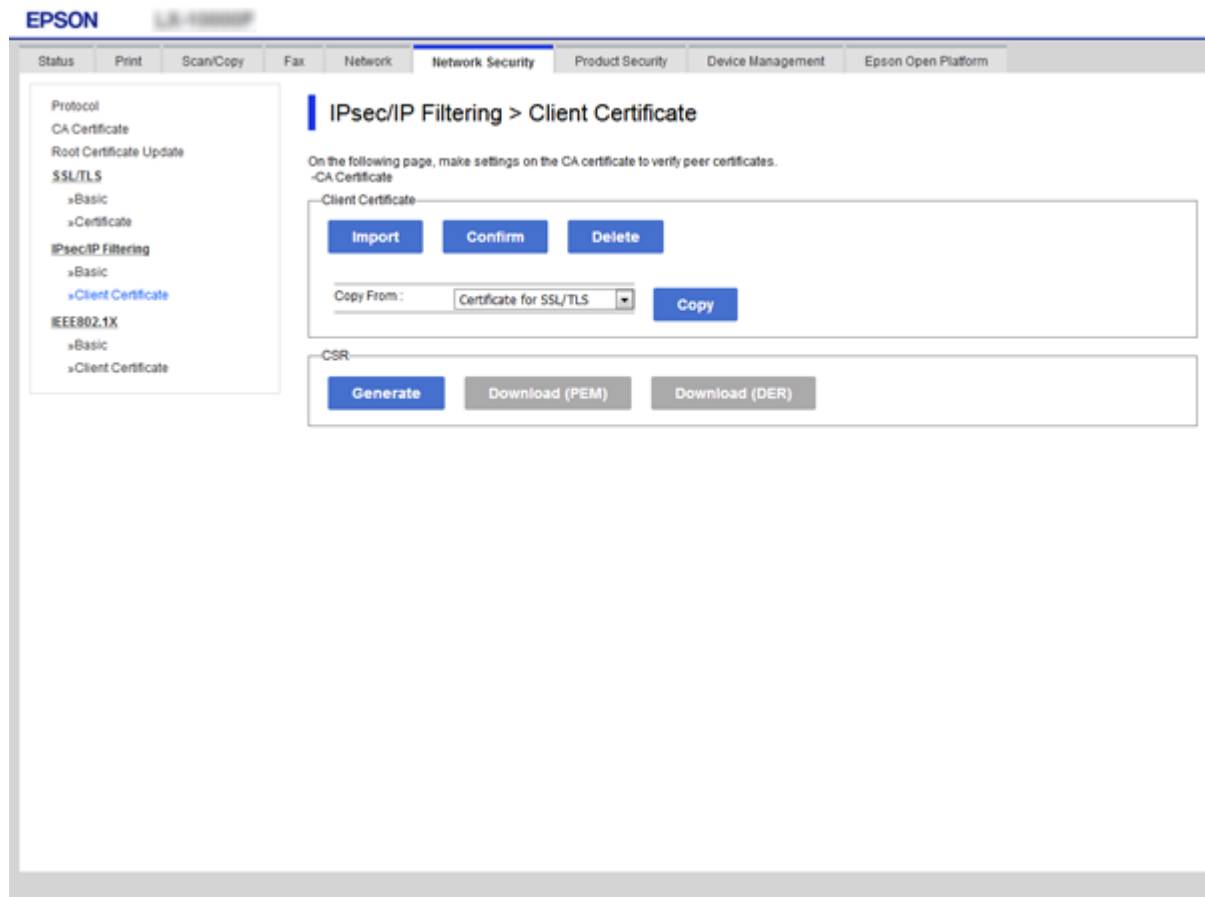 EPSON
Status Print Scan/Copy Fax Network Network Security Product Security Device Management Epson Open Platform
Protocol
CA Certificate
Root Certificate Update
SSL/TLS
»Basic
»Certificate
IPsec/IP Filtering
»Basic
»Client Certificate
IEEE802.1X
»Basic
»Client Certificate
IPsec/IP Filtering > Client Certificate
On the following page, make settings on the CA certificate to verify peer certificates.
-CA Certificate
Client Certificate
Import Confirm Delete
Copy From : Certificate for SSL/TLS Copy
CSR
Generate Download (PEM) Download (DER)